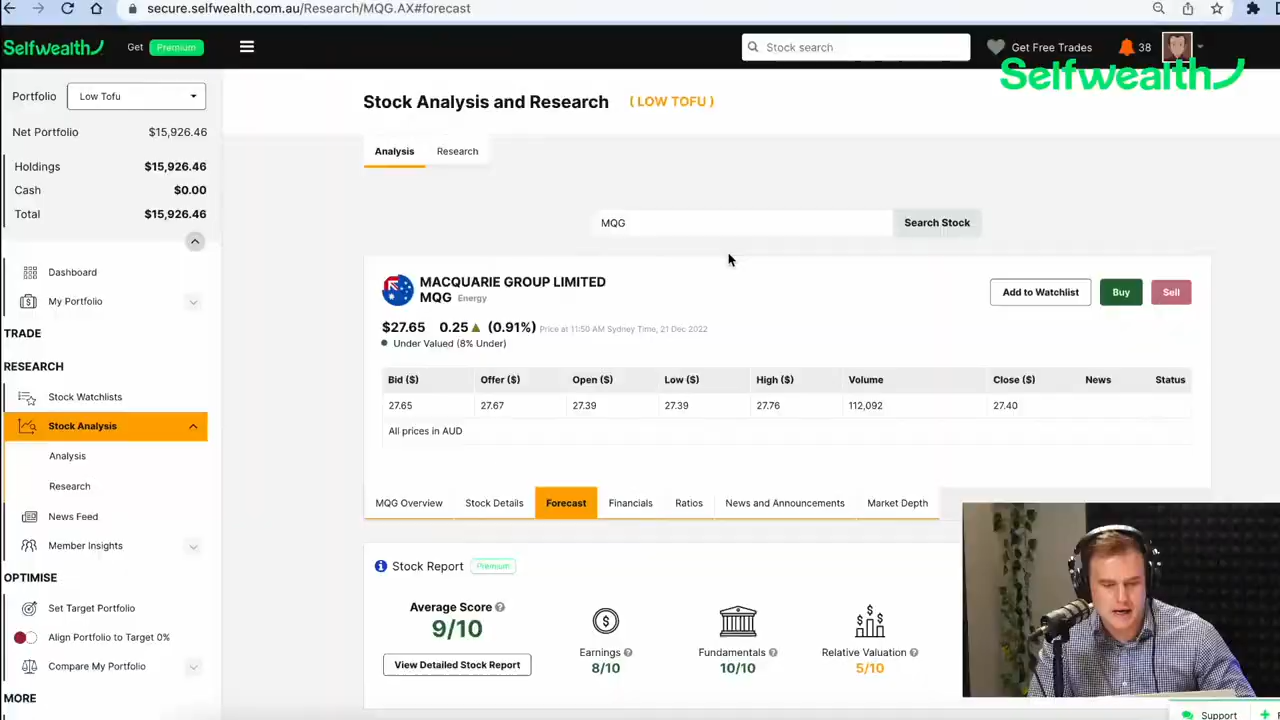 secure.selfwealth.com.au/Research/MQG.AX#forecast
Selfwealth Get Premium
Stock search
Get Free Trades
38
Selfwealth
Portfolio Low Tofu
Net Portfolio $15,926.46
Holdings $15,926.46
Cash $0.00
Total $15,926.46
Dashboard
My Portfolio
TRADE
RESEARCH
Stock Watchlists
Stock Analysis
Analysis
Research
News Feed
Member Insights
OPTIMISE
Set Target Portfolio
Align Portfolio to Target 0%
Compare My Portfolio
MORE
Stock Analysis and Research ( LOW TOFU )
Analysis Research
MQG Search Stock
MACQUARIE GROUP LIMITED
MQG Energy
Add to Watchlist Buy Sell
$27.65 0.25 ▲ (0.91%) Price at 11:50 AM Sydney Time, 21 Dec 2022
Under Valued (8% Under)
Bid ($) Offer ($) Open ($) Low ($) High ($) Volume Close ($) News Status
27.65 27.67 27.39 27.39 27.76 112,092 27.40
All prices in AUD
MQG Overview Stock Details Forecast Financials Ratios News and Announcements Market Depth
Stock Report Premium
Average Score
9/10
View Detailed Stock Report
Earnings
8/10
Fundamentals
10/10
Relative Valuation
5/10
Support